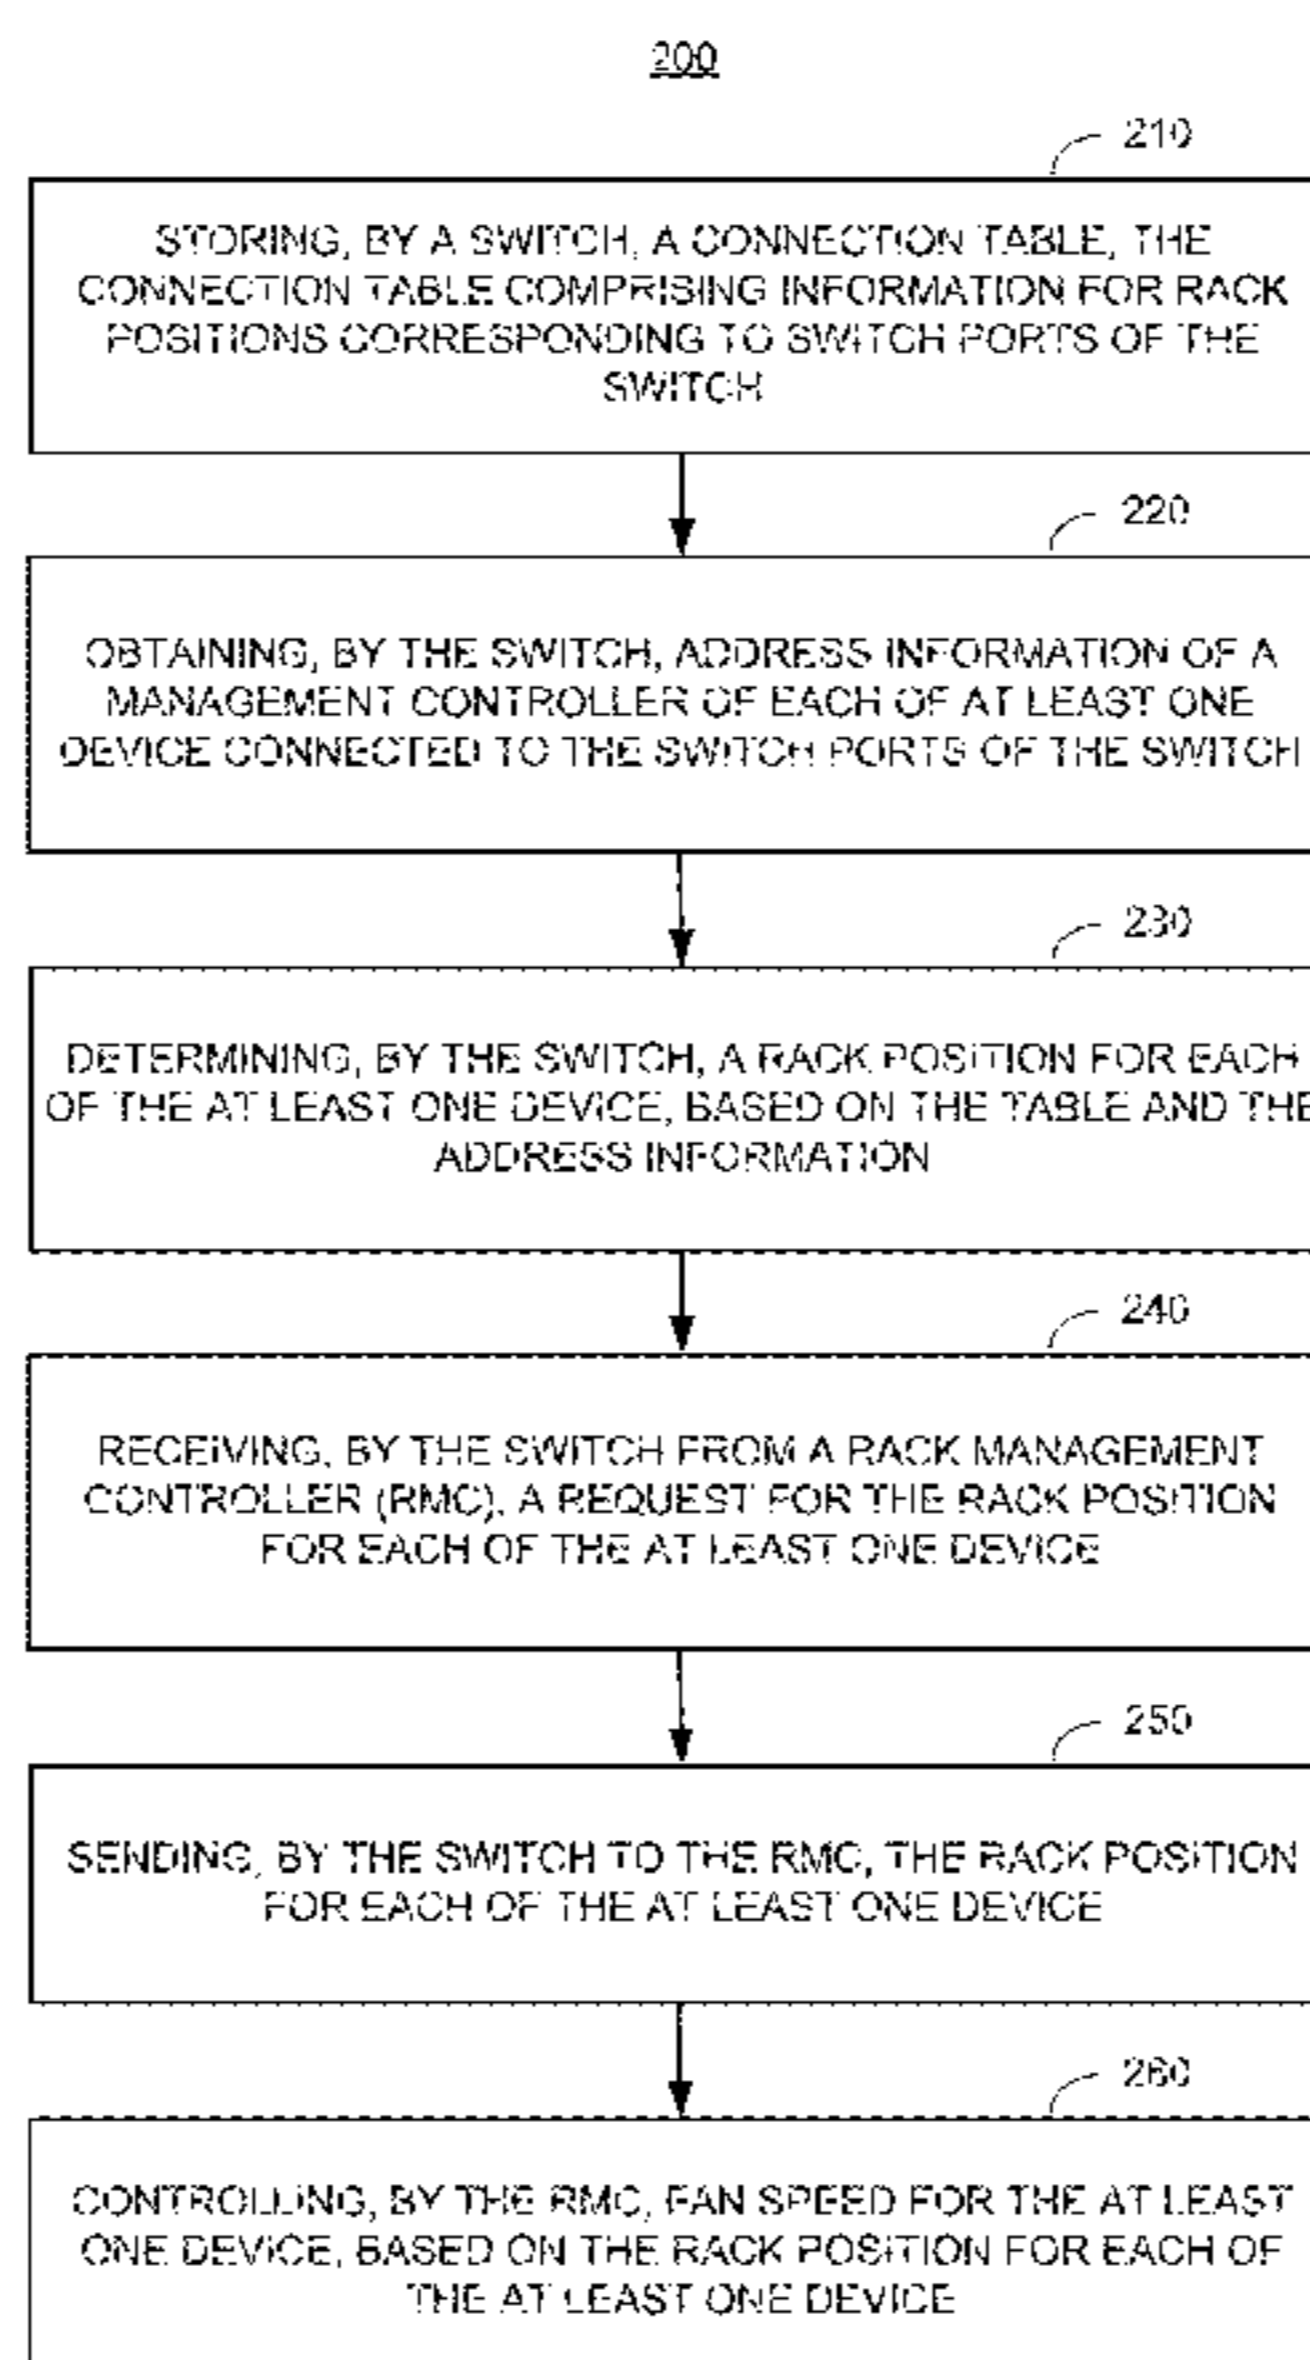 200
210
STORING, BY A SWITCH, A CONNECTION TABLE, THE
CONNECTION TABLE COMPRISING INFORMATION FOR RACK
POSITIONS CORRESPONDING TO SWITCH PORTS OF THE
SWITCH
220
OBTAINING, BY THE SWITCH, ADDRESS INFORMATION OF A
MANAGEMENT CONTROLLER OF EACH OF AT LEAST ONE
DEVICE CONNECTED TO THE SWITCH PORTS OF THE SWITCH
230
DETERMINING, BY THE SWITCH, A RACK POSITION FOR EACH
OF THE AT LEAST ONE DEVICE, BASED ON THE TABLE AND THE
ADDRESS INFORMATION
240
RECEIVING, BY THE SWITCH FROM A RACK MANAGEMENT
CONTROLLER (RMC), A REQUEST FOR THE RACK POSITION
FOR EACH OF THE AT LEAST ONE DEVICE
250
SENDING, BY THE SWITCH TO THE RMC, THE RACK POSITION
FOR EACH OF THE AT LEAST ONE DEVICE
260
CONTROLLING, BY THE RMC, FAN SPEED FOR THE AT LEAST
ONE DEVICE, BASED ON THE RACK POSITION FOR EACH OF
THE AT LEAST ONE DEVICE